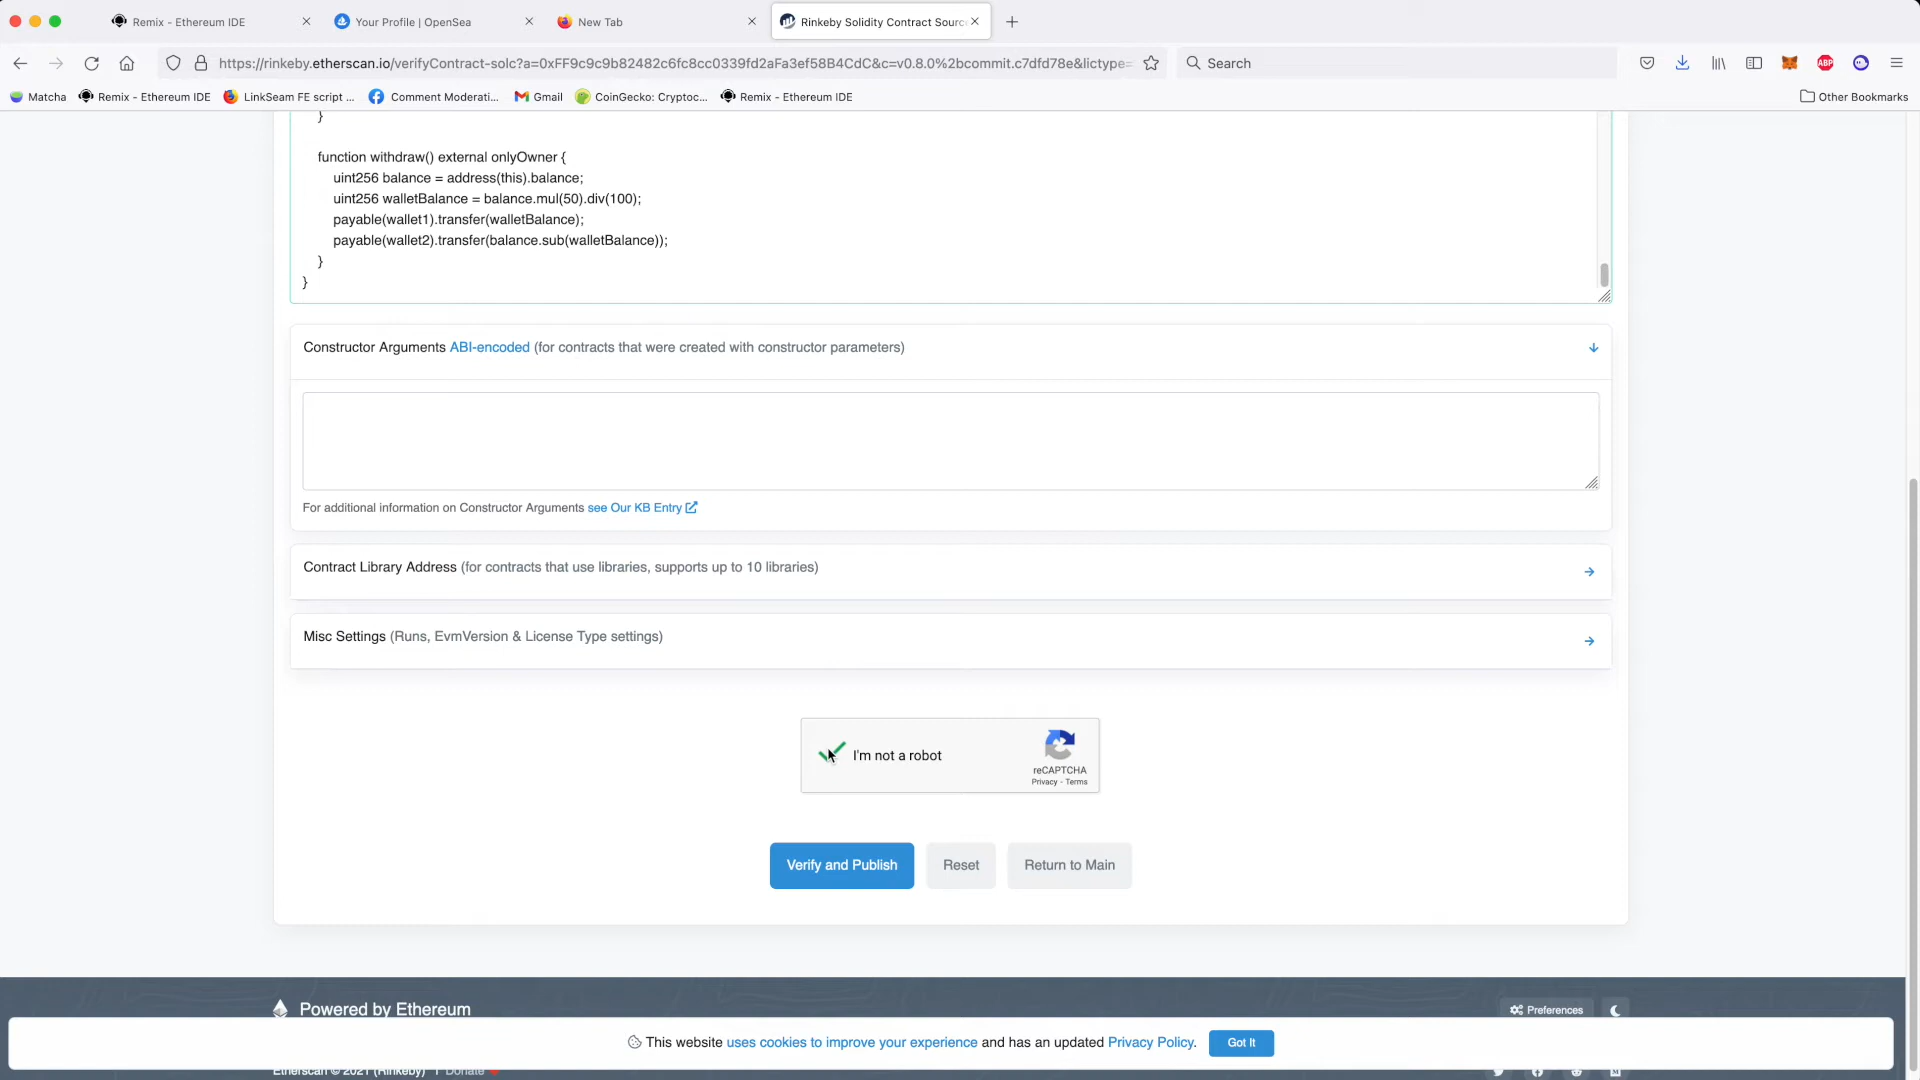 Remix - Ethereum IDE
Your Profile | OpenSea
New Tab
Rinkeby Solidity Contract Sourc
https://rinkeby.etherscan.io/verifyContract-solc?a=0xFF9c9c9b82482c6fc8cc0339fd2aFa3ef58B4CdC&c=v0.8.0%2bcommit.c7dfd78e&lictype=
Search
ABP
Matcha
Remix - Ethereum IDE
LinkSeam FE script ...
Comment Moderati...
Gmail
CoinGecko: Cryptoc...
Remix - Ethereum IDE
Other Bookmarks
}
function withdraw() external onlyOwner {
uint256 balance = address(this).balance;
uint256 walletBalance = balance.mul(50).div(100);
payable(wallet1).transfer(walletBalance);
payable(wallet2).transfer(balance.sub(walletBalance));
}
}
Constructor Arguments ABI-encoded (for contracts that were created with constructor parameters)
For additional information on Constructor Arguments see Our KB Entry
Contract Library Address (for contracts that use libraries, supports up to 10 libraries)
Misc Settings (Runs, EvmVersion & License Type settings)
I'm not a robot
reCAPTCHA
Privacy - Terms
Verify and Publish
Reset
Return to Main
Powered by Ethereum
Preferences
This website uses cookies to improve your experience and has an updated Privacy Policy.
Got It
Etherscan © 2021 (Rinkeby) | Donate